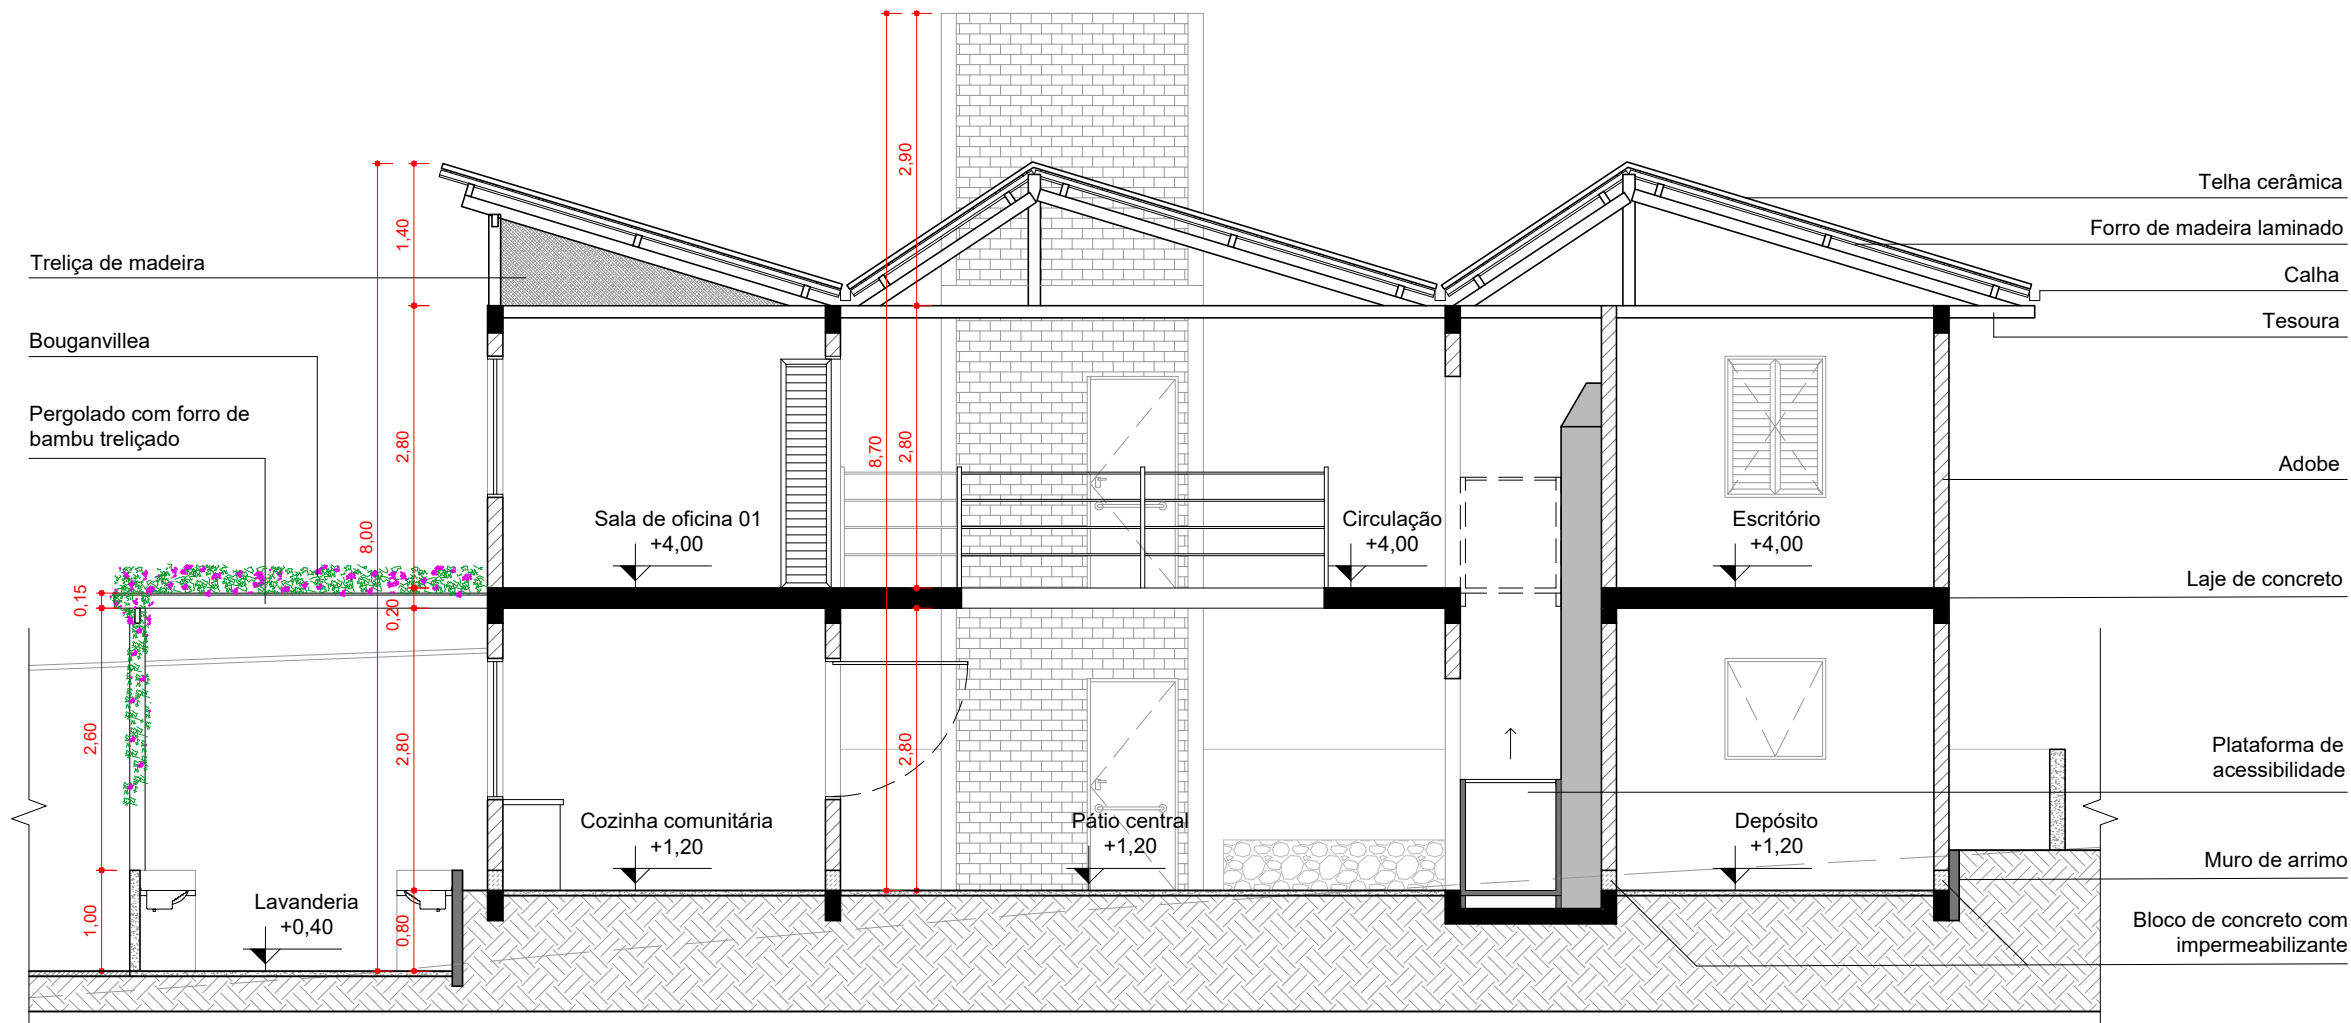 2,90
Telha cerâmica
Forro de madeira laminado
1,40
Treliça de madeira
Calha
Tesoura
Bouganvillea
Pergolado com forro de
bambu treliçado
2,80
8,70
2,80
Adobe
Sala de oficina 01
+4,00
Circulação
+4,00
Escritório
+4,00
8,00
Laje de concreto
0,15
0,20
2,60
2,80
2,80
Plataforma de
acessibilidade
Cozinha comunitária
+1,20
Pátio central
+1,20
Depósito
+1,20
Muro de arrimo
Lavanderia
+0,40
1,00
0,80
Bloco de concreto com
impermeabilizante